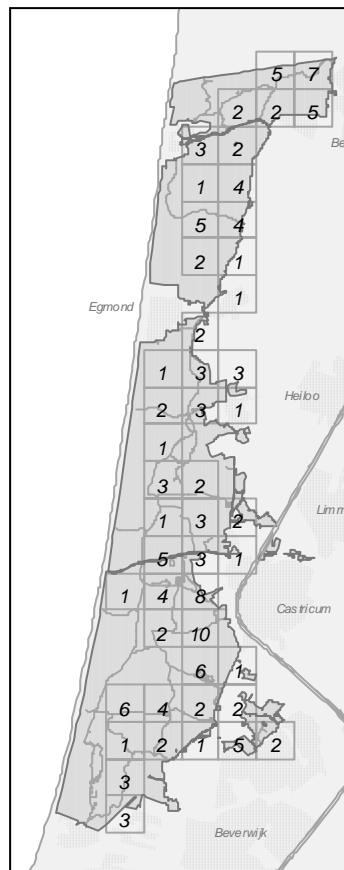 5 7
2 2 5
3 2
Be
1 4
5 4
2 1
1
Egmond
2
1 3 3
Heiloo
2 3 1
1
3 2
1 3 2
Limm
5 3 1
1 4 8
Castricum
2 10
6 1
6 4 2 2
1 2 1 5 2
3
3
Beverwijk